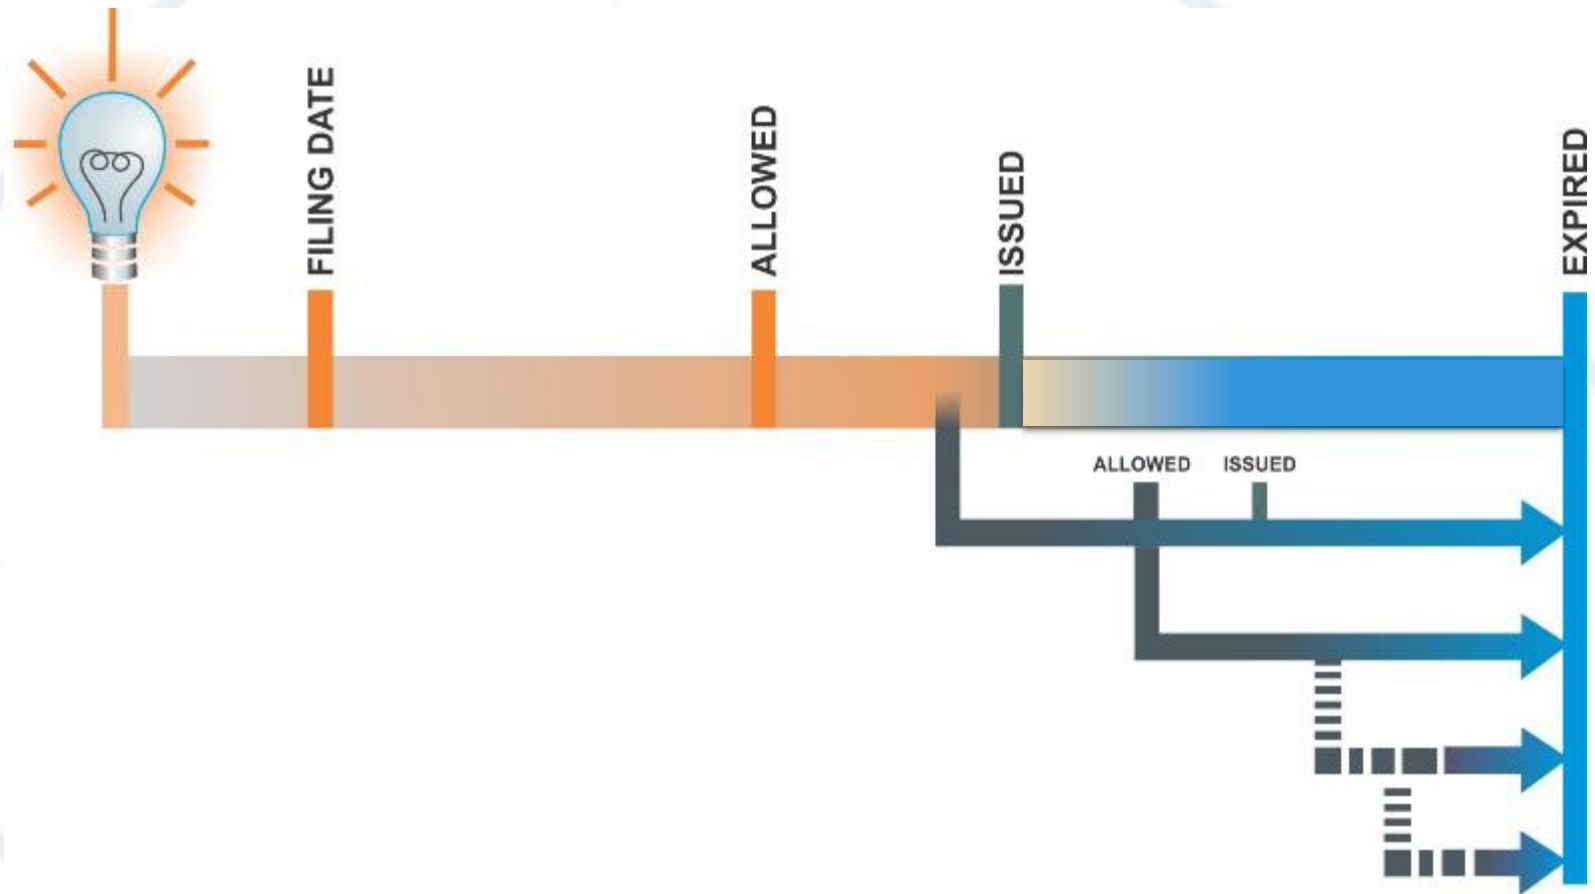 FILING DATE
ALLOWED
ISSUED
EXPIRED
ALLOWED
ISSUED